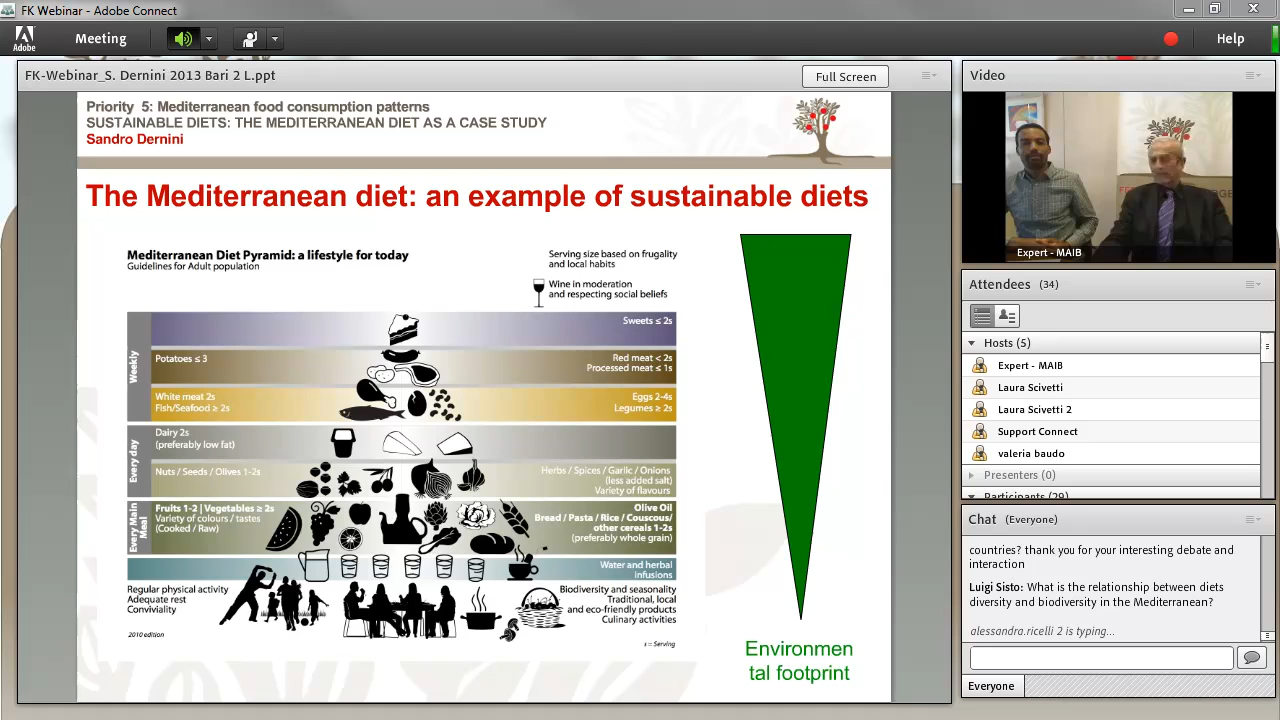 FK Webinar - Adobe Connect
Adobe
Meeting
Help
FK-Webinar_S. Dernini 2013 Bari 2 L.ppt
Full Screen
Priority 5: Mediterranean food consumption patterns
SUSTAINABLE DIETS: THE MEDITERRANEAN DIET AS A CASE STUDY
Sandro Dernini
The Mediterranean diet: an example of sustainable diets
Mediterranean Diet Pyramid: a lifestyle for today
Guidelines for Adult population
Serving size based on frugality
and local habits
Wine in moderation
and respecting social beliefs
Weekly
Sweets ≤ 2s
Potatoes ≤ 3
Red meat < 2s
Processed meat ≤ 1s
White meat 2s
Fish/Seafood ≥ 2s
Eggs 2-4s
Legumes ≥ 2s
Every day
Dairy 2s
(preferably low fat)
Nuts / Seeds / Olives 1-2s
Herbs / Spices / Garlic / Onions
(less added salt)
Variety of flavours
Every Main
Meal
Fruits 1-2 | Vegetables ≥ 2s
Variety of colours / tastes
(Cooked / Raw)
Olive Oil
Bread / Pasta / Rice / Couscous/
other cereals 1-2s
(preferably whole grain)
Water and herbal
infusions
Regular physical activity
Adequate rest
Conviviality
Biodiversity and seasonality
Traditional, local
and eco-friendly products
Culinary activities
2010 edition
s = Serving
Environmen
tal footprint
Video
Expert - MAIB
Attendees (34)
Hosts (5)
Expert - MAIB
Laura Scivetti
Laura Scivetti 2
Support Connect
valeria baudo
Presenters (0)
Participants (29)
Chat (Everyone)
countries? thank you for your interesting debate and
interaction
Luigi Sisto: What is the relationship between diets
diversity and biodiversity in the Mediterranean?
alessandra.ricelli 2 is typing...
Everyone